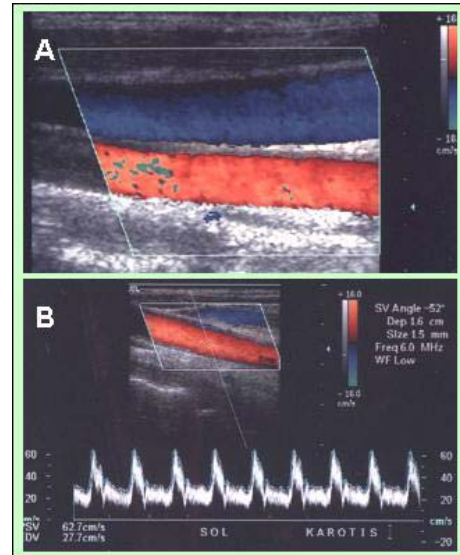 A
+ 16
- 16
cm/s
B
+ 16.0
- 16.0
cm/s
SV Angle -52°
Dep 1.6 cm
Size 1.5 mm
Freq 6.0 MHz
WF Low
60 60
40 40
20 20
cm/s cm/s
-20
SV 62.7cm/s
DV 27.7cm/s
SOL KAROTIS